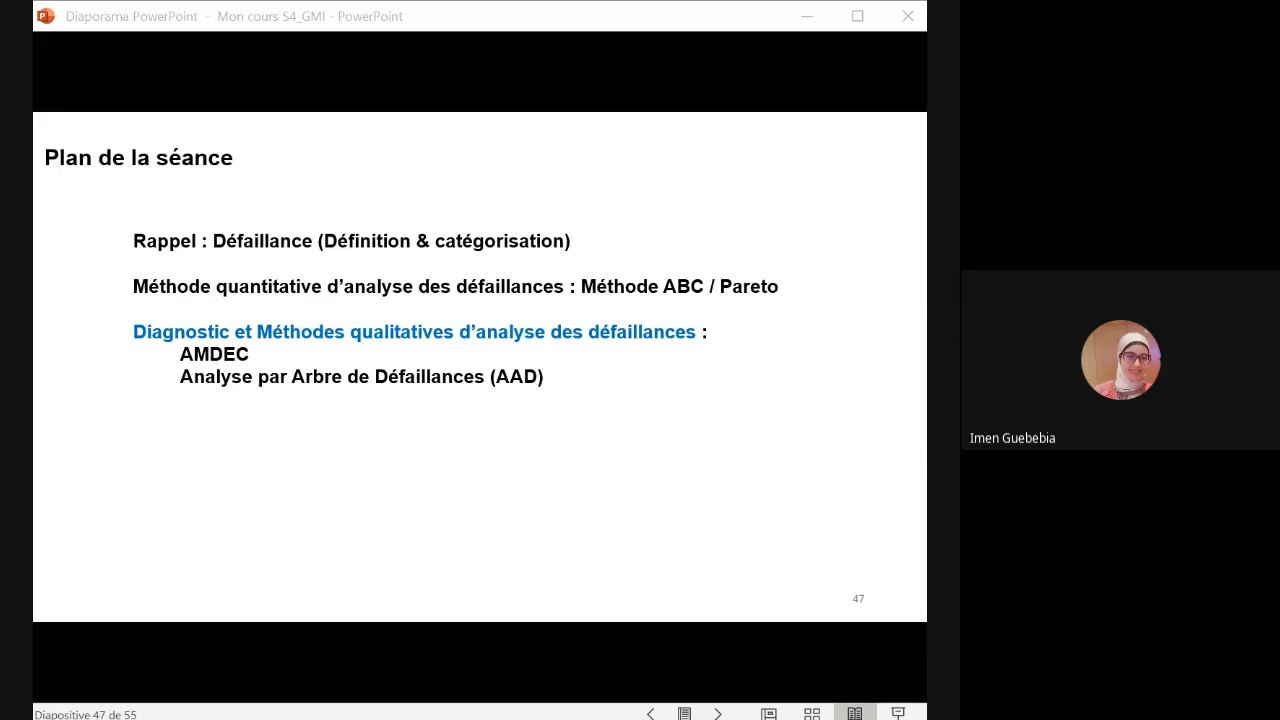 Diaporama PowerPoint - Mon cours S4_GMI - PowerPoint
Plan de la séance
Rappel : Défaillance (Définition & catégorisation)
Méthode quantitative d’analyse des défaillances : Méthode ABC / Pareto
Diagnostic et Méthodes qualitatives d’analyse des défaillances :
AMDEC
Analyse par Arbre de Défaillances (AAD)
47
Imen Guebebia
Diapositive 47 de 55